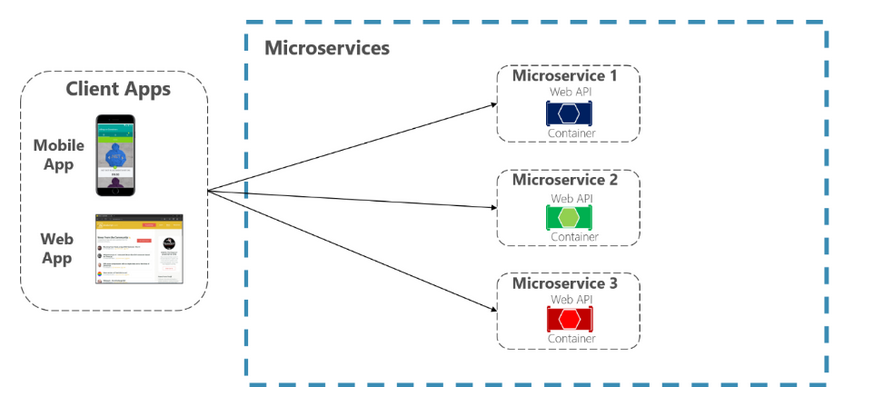 Microservices
Client Apps
Mobile
App
Web
App
Microservice 1
Web API
Container
Microservice 2
Web API
Container
Microservice 3
Web API
Container